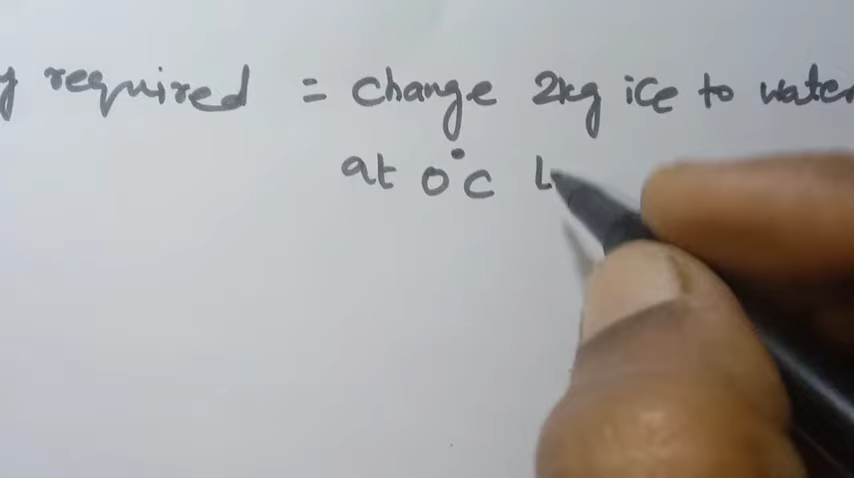 required = change 2kg ice to water
at 0°C